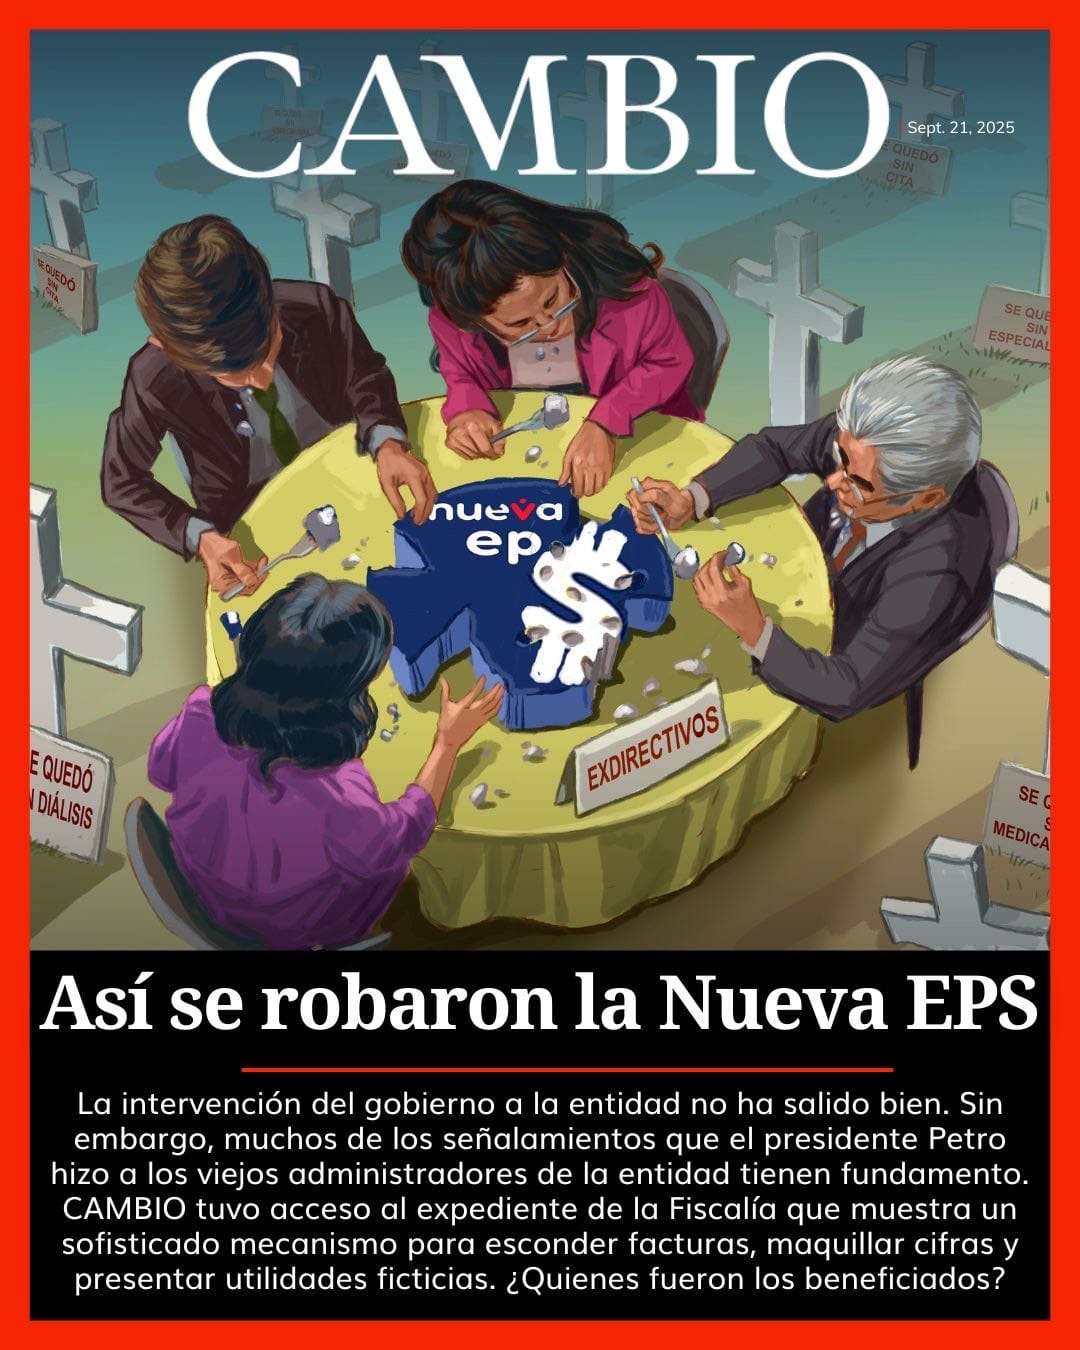 CAMBIO
Sept. 21, 2025
SE QUEDÓ
SIN
CITA
E QUEDÓ
SIN
CITA
SE QUE
SIN
ESPECIAL
nueva
ep
EXDIRECTIVOS
E QUEDÓ
N DIÁLISIS
SE Q
S
MEDICA
Así se robaron la Nueva EPS
La intervención del gobierno a la entidad no ha salido bien. Sin
embargo, muchos de los señalamientos que el presidente Petro
hizo a los viejos administradores de la entidad tienen fundamento.
CAMBIO tuvo acceso al expediente de la Fiscalía que muestra un
sofisticado mecanismo para esconder facturas, maquillar cifras y
presentar utilidades ficticias. ¿Quienes fueron los beneficiados?